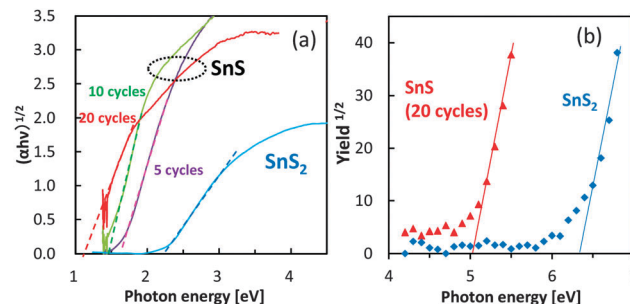 (a)
3.5
3.0
2.5
2.0
1.5
1.0
0.5
0.0
(αhν)1/2
SnS
10 cycles
20 cycles
5 cycles
SnS2
1 2 3 4
Photon energy [eV]
(b)
40
30
20
10
0
Yield1/2
SnS
(20 cycles)
SnS2
4 5 6
Photon energy [eV]